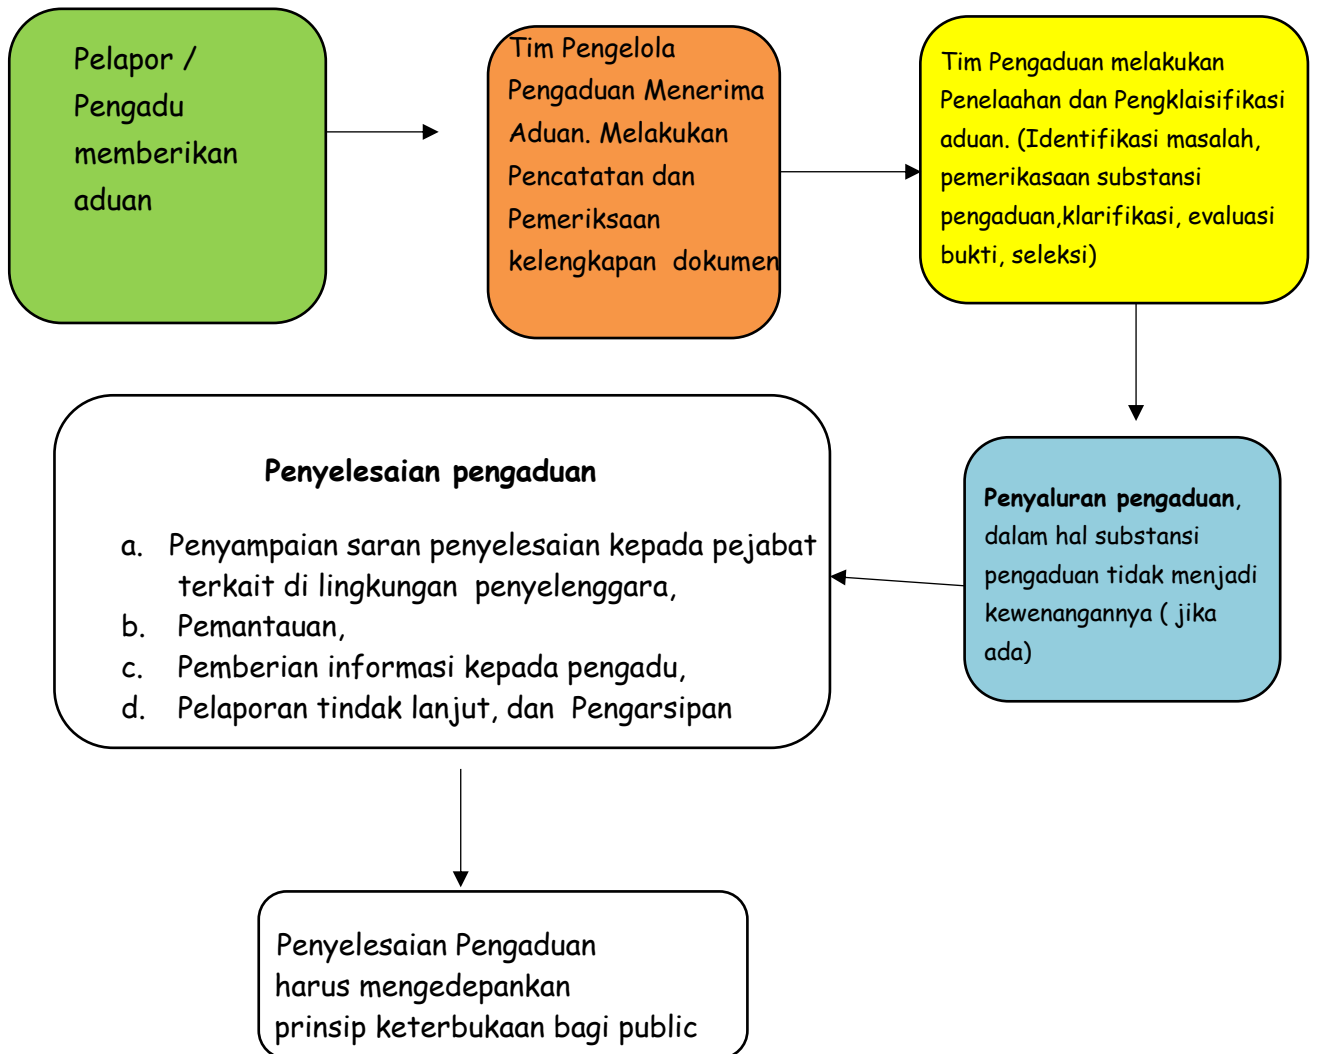 Pelapor /
Pengadu
memberikan
aduan
Tim Pengelola
Pengaduan Menerima
Aduan. Melakukan
Pencatatan dan
Pemeriksaan
kelengkapan dokumen
Tim Pengaduan melakukan
Penelaahan dan Pengklaisifikasi
aduan. (Identifikasi masalah,
pemerikasaan substansi
pengaduan,klarifikasi, evaluasi
bukti, seleksi)
Penyaluran pengaduan,
dalam hal substansi
pengaduan tidak menjadi
kewenangannya ( jika
ada)
Penyelesaian pengaduan
a. Penyampaian saran penyelesaian kepada pejabat
terkait di lingkungan penyelenggara,
b. Pemantauan,
c. Pemberian informasi kepada pengadu,
d. Pelaporan tindak lanjut, dan Pengarsipan
Penyelesaian Pengaduan
harus mengedepankan
prinsip keterbukaan bagi public